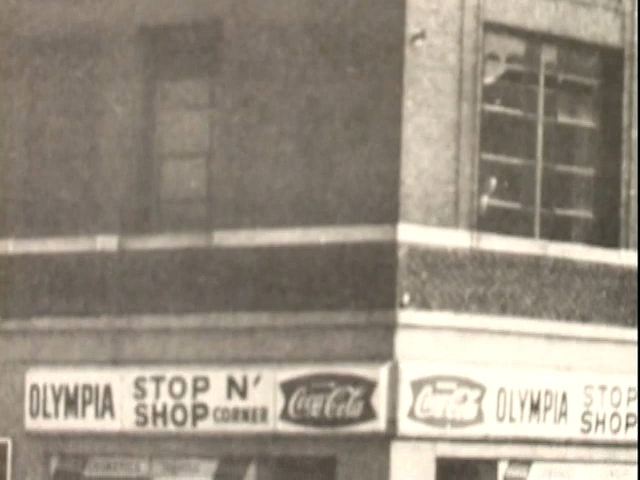 OLYMPIA
STOP N'
SHOP CORNER
Coca-Cola
Coca-Cola
OLYMPIA
STOP
SHOP